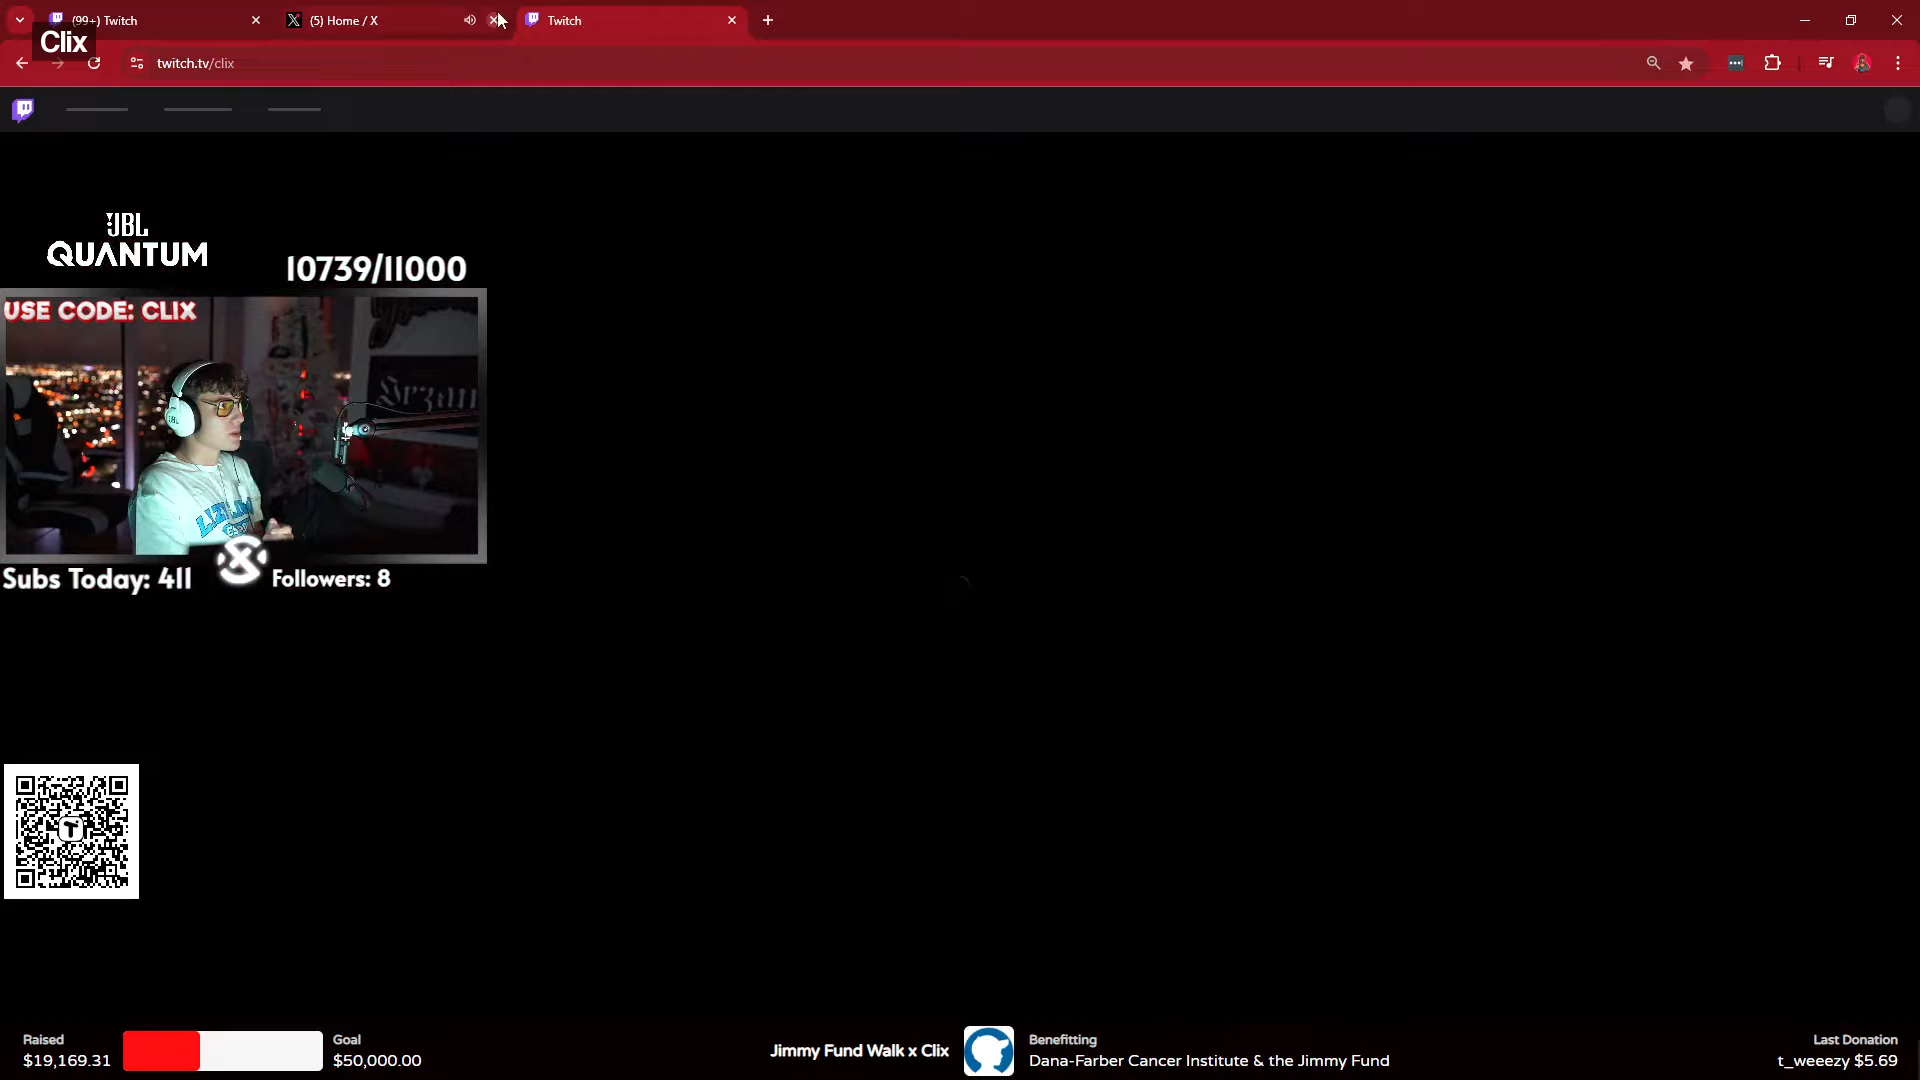 (99+) Twitch
(5) Home / X
Twitch
Clix
twitch.tv/clix
JBL
QUANTUM
10739/11000
USE CODE: CLIX
Subs Today: 411
Followers: 8
Raised
$19,169.31
Goal
$50,000.00
Jimmy Fund Walk x Clix
Benefitting
Dana-Farber Cancer Institute & the Jimmy Fund
Last Donation
t_weeezy $5.69